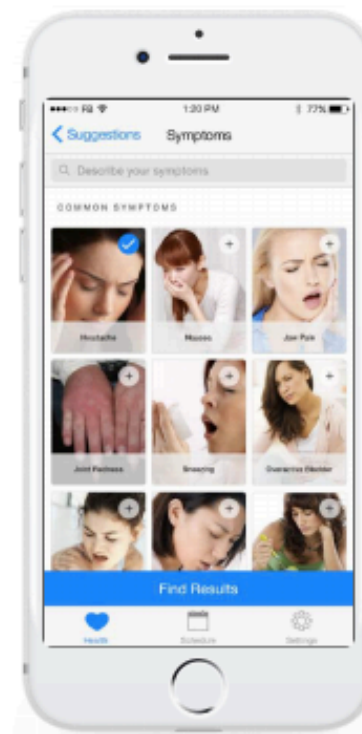 FB 1:20 PM 77%
Suggestions Symptoms
Describe your symptoms
COMMON SYMPTOMS
Headache Nausea Jaw Pain
Joint Redness Sneezing Overactive Bladder
Find Results
Health Schedule Settings